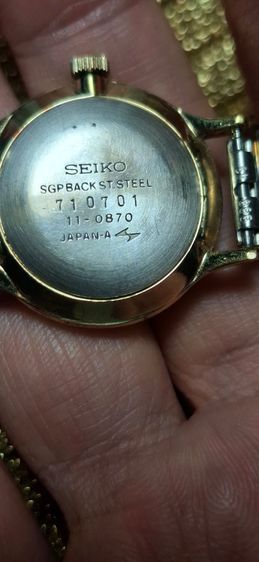 SEIKO
SGP BACK ST. STEEL
710701
11-0870
JAPAN-A